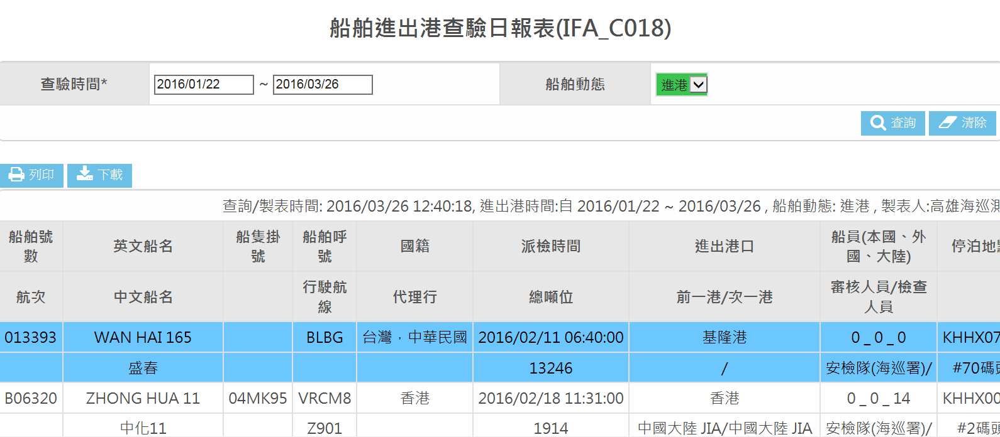 船舶進出港查驗日報表(IFA_C018)
查驗時間* 2016/01/22 ~ 2016/03/26 船舶動態 進港
查詢 清除
列印 下載
查詢/製表時間: 2016/03/26 12:40:18, 進出港時間:自 2016/01/22 ~ 2016/03/26 , 船舶動態: 進港 , 製表人:高雄海巡測
船舶號數 英文船名 船隻掛號 船舶呼號 國籍 派檢時間 進出港口 船員(本國、外國、大陸) 停泊地點
航次 中文船名 行駛航線 代理行 總噸位 前一港/次一港 審核人員/檢查人員
013393 WAN HAI 165 BLBG 台灣，中華民國 2016/02/11 06:40:00 基隆港 0 _ 0 _ 0 KHHX07
盛春 13246 / 安檢隊(海巡署)/ #70碼頭
B06320 ZHONG HUA 11 04MK95 VRCM8 香港 2016/02/18 11:31:00 香港 0 _ 0 _ 14 KHHX00
中化11 Z901 1914 中國大陸 JIA/中國大陸 JIA 安檢隊(海巡署)/ #2碼頭